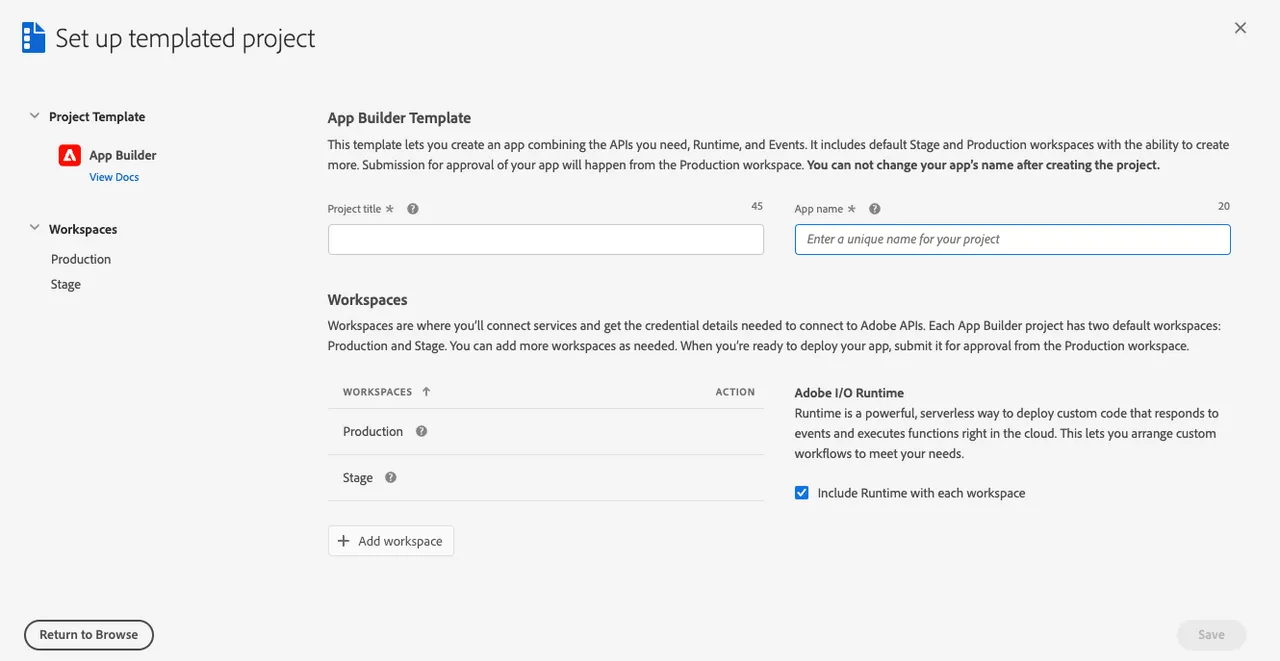 Set up templated project
Project Template
App Builder
View Docs
Workspaces
Production
Stage
App Builder Template
This template lets you create an app combining the APIs you need, Runtime, and Events. It includes default Stage and Production workspaces with the ability to create
more. Submission for approval of your app will happen from the Production workspace. You can not change your app’s name after creating the project.
Project title *
45
App name *
20
Enter a unique name for your project
Workspaces
Workspaces are where you’ll connect services and get the credential details needed to connect to Adobe APIs. Each App Builder project has two default workspaces:
Production and Stage. You can add more workspaces as needed. When you’re ready to deploy your app, submit it for approval from the Production workspace.
WORKSPACES ↑
ACTION
Production
Stage
Add workspace
Adobe I/O Runtime
Runtime is a powerful, serverless way to deploy custom code that responds to
events and executes functions right in the cloud. This lets you arrange custom
workflows to meet your needs.
Include Runtime with each workspace
Return to Browse
Save